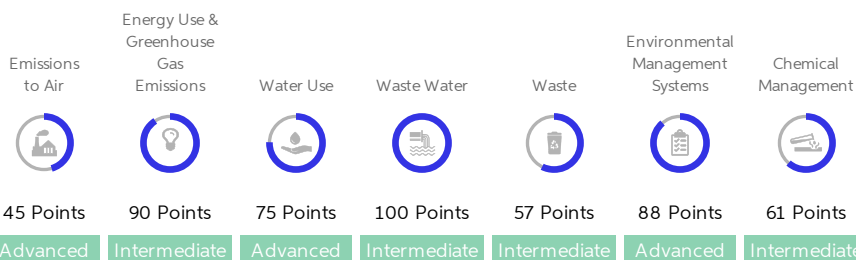 Emissions
to Air
Energy Use &
Greenhouse
Gas
Emissions
Water Use
Waste Water
Waste
Environmental
Management
Systems
Chemical
Management
45 Points
90 Points
75 Points
100 Points
57 Points
88 Points
61 Points
Advanced
Intermediate
Advanced
Intermediate
Intermediate
Advanced
Intermediate